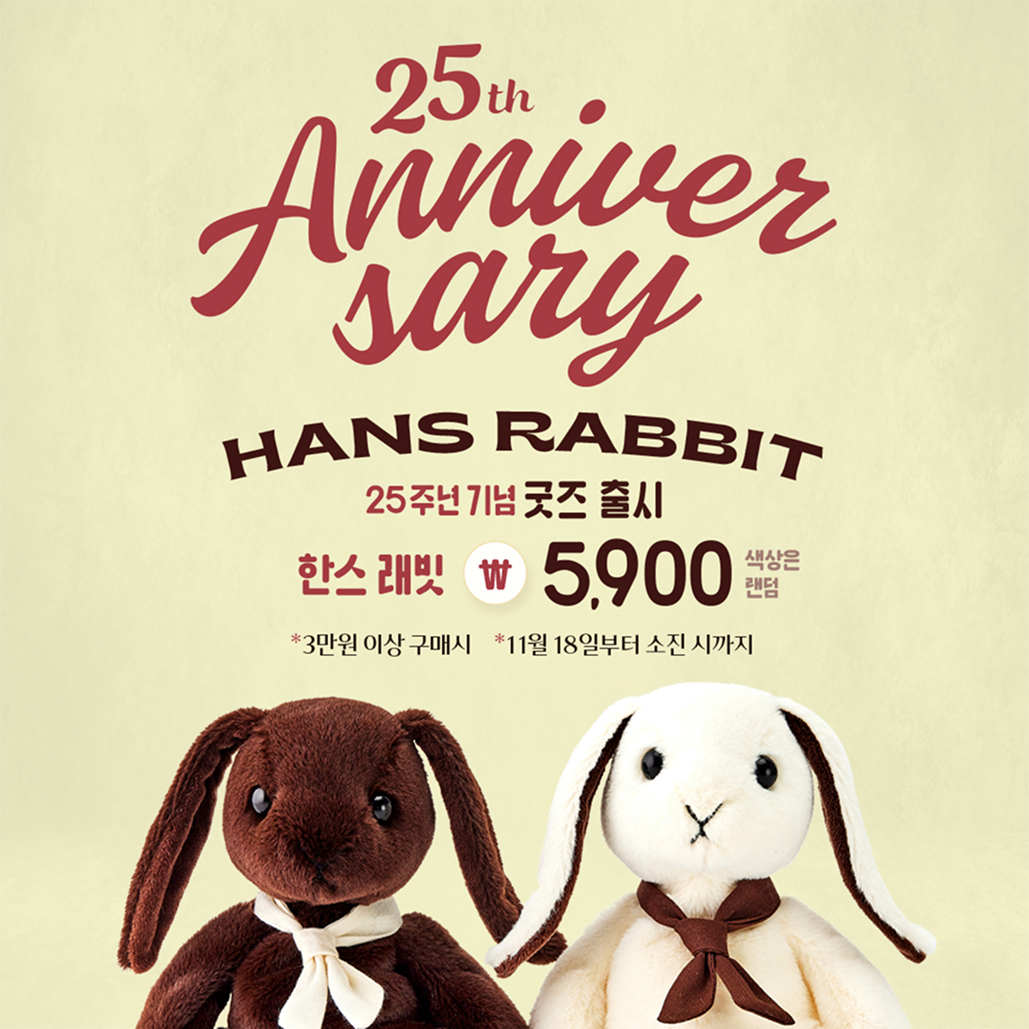 25th
Anniver
sary
HANS RABBIT
25주년 기념 굿즈 출시
한스 래빗 ₩ 5,900 색상은
랜덤
*3만원 이상 구매시 *11월 18일부터 소진 시까지